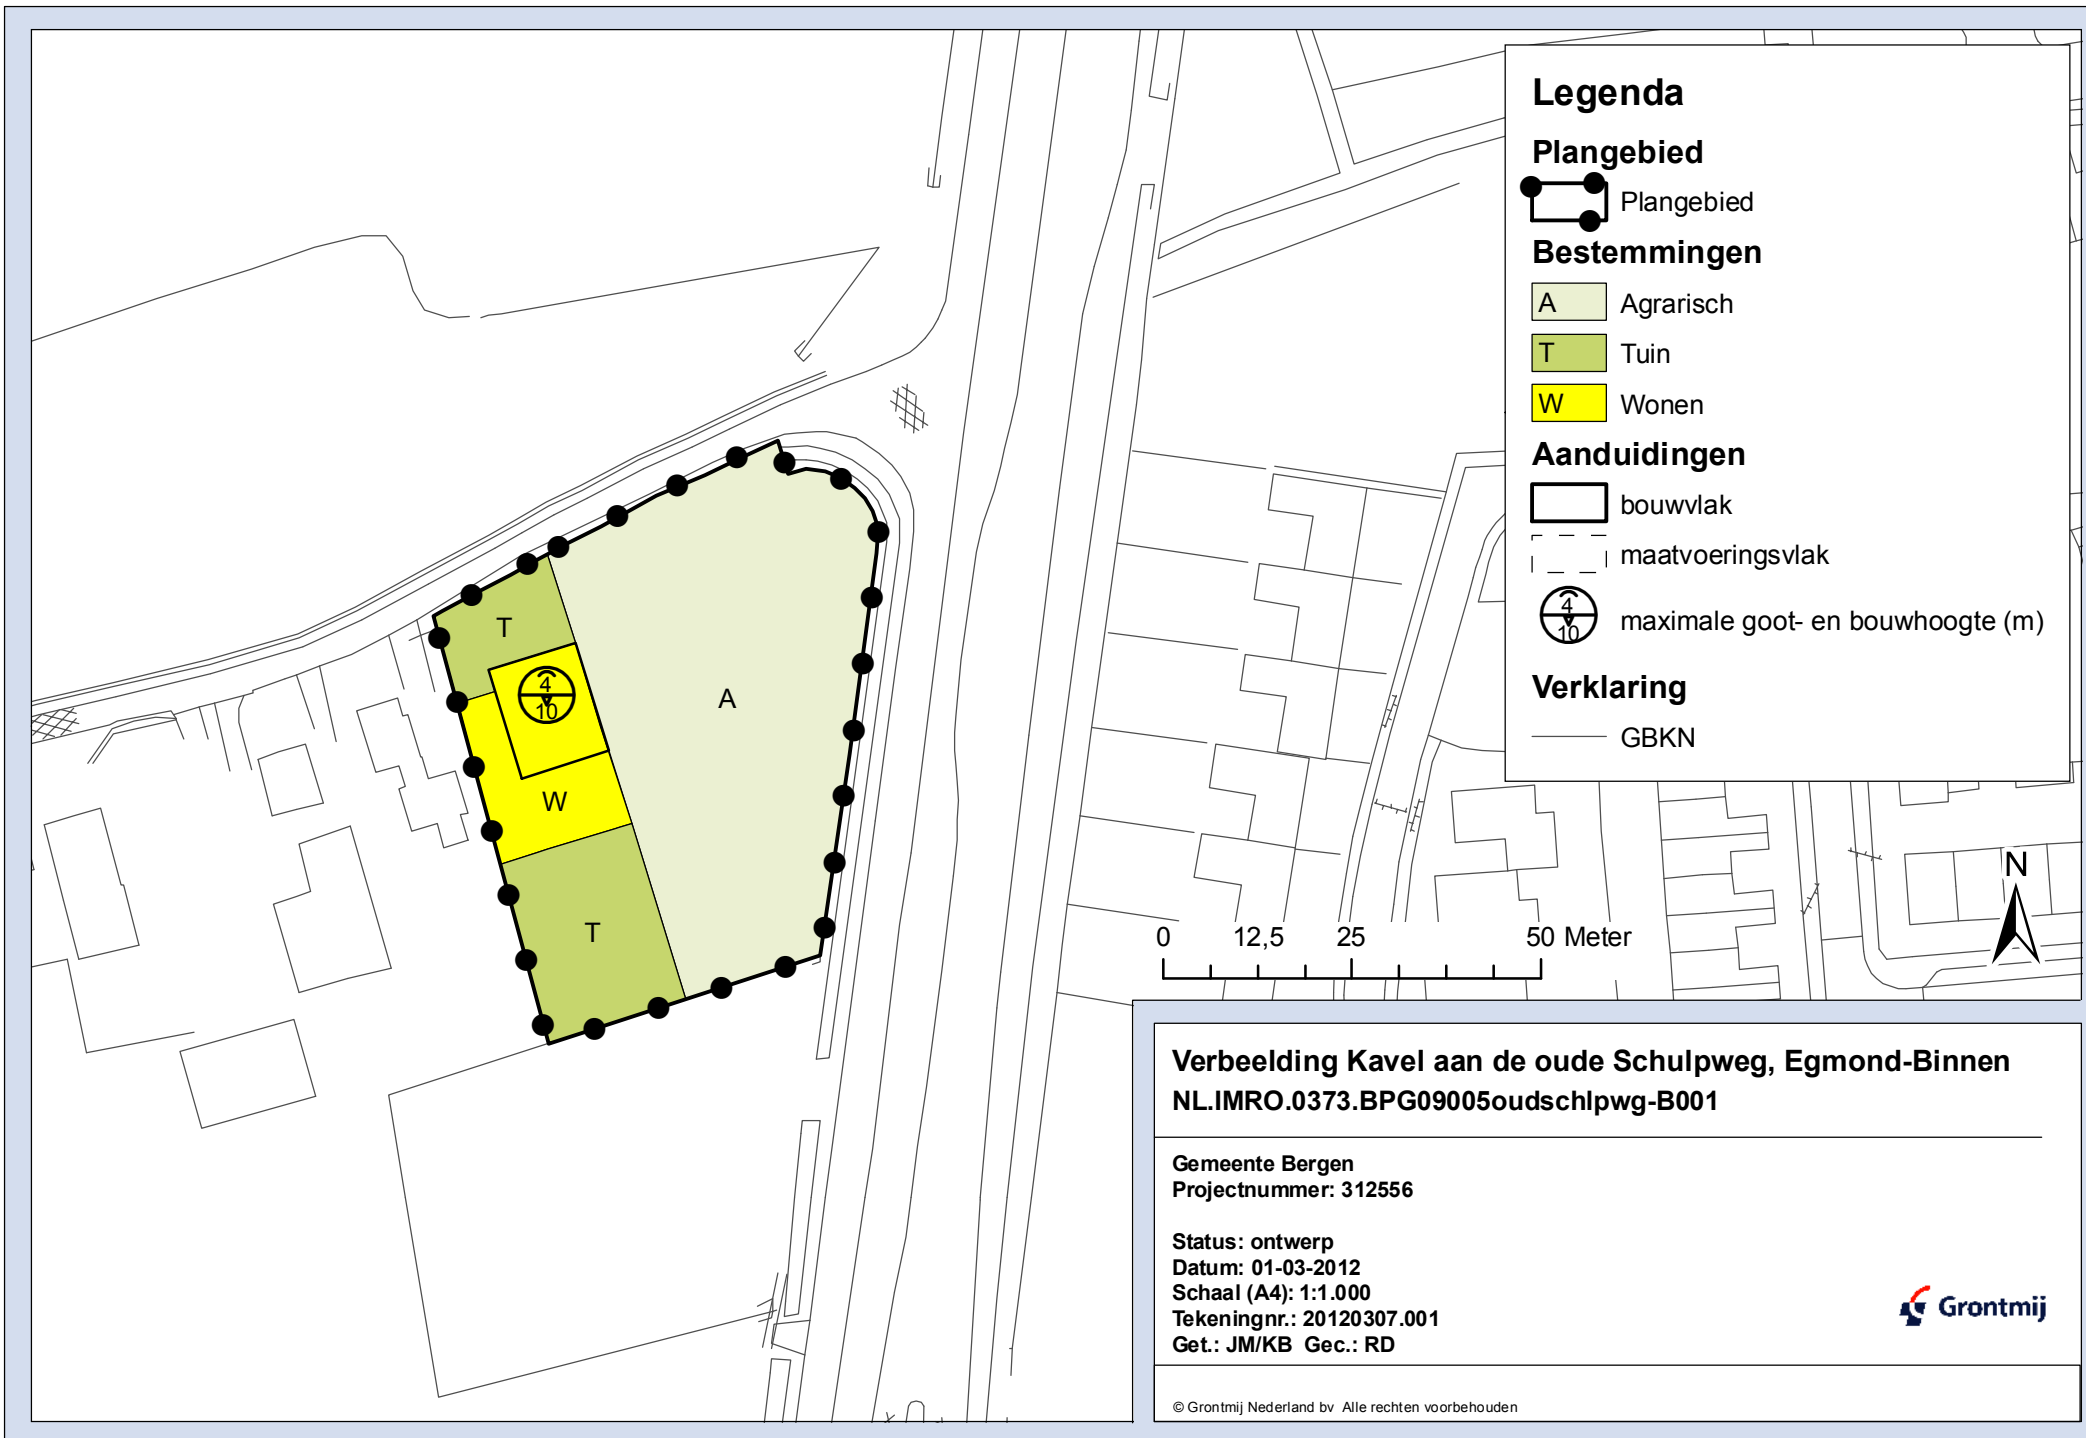 Legenda
Plangebied
Plangebied
Bestemmingen
A Agrarisch
T Tuin
W Wonen
Aanduidingen
bouwvlak
maatvoeringsvlak
4
10
maximale goot- en bouwhoogte (m)
Verklaring
GBKN
T
4
10
A
W
T
N
0 12,5 25 50 Meter
Verbeelding Kavel aan de oude Schulpweg, Egmond-Binnen
NL.IMRO.0373.BPG09005oudschlpwg-B001
Gemeente Bergen
Projectnummer: 312556
Status: ontwerp
Datum: 01-03-2012
Schaal (A4): 1:1.000
Tekeningnr.: 20120307.001
Get.: JM/KB Gec.: RD
Grontmij
© Grontmij Nederland bv Alle rechten voorbehouden